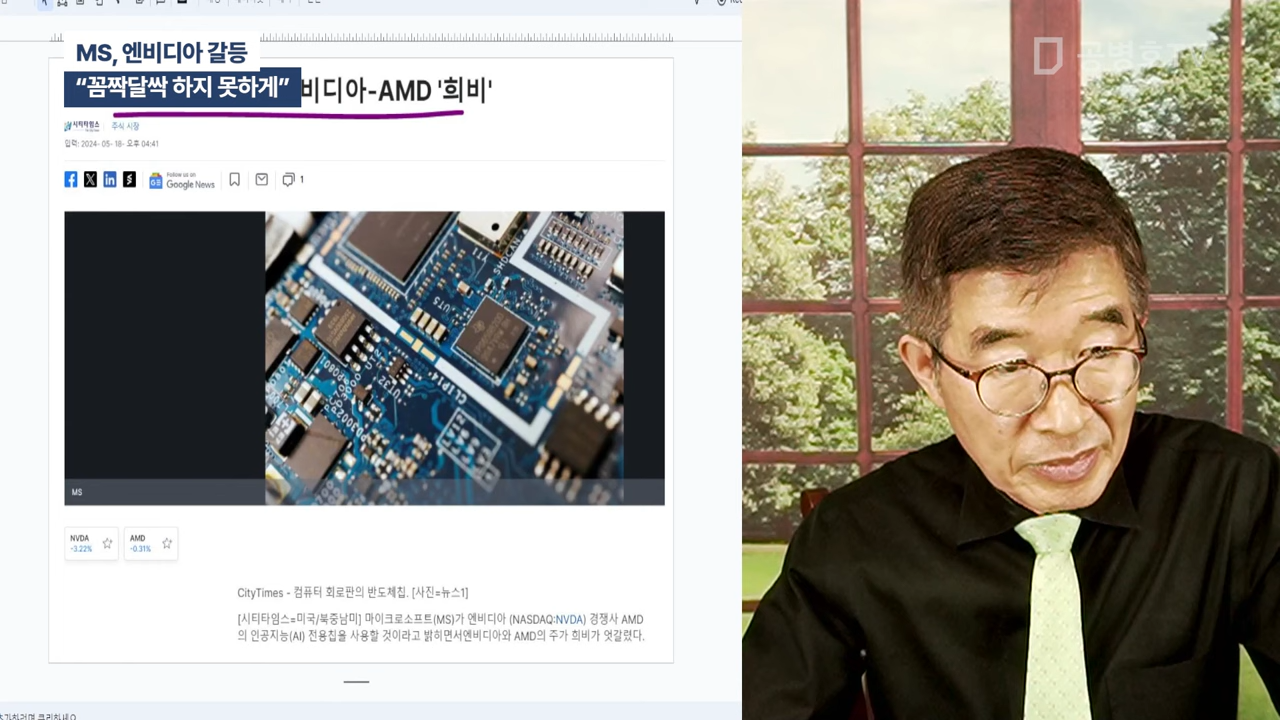 MS, 엔비디아 갈등
“꼼짝달싹 하지 못하게”
비디아-AMD '희비'
시티타임스
주식 시장
입력: 2024- 05- 18- 오후 04:41
Follow us on
Google News
1
SHOCAN
U15
CLIP14
U32
MS
NVDA
-3.22%
AMD
-0.31%
CityTimes - 컴퓨터 회로판의 반도체칩. [사진=뉴스1]
[시티타임스=미국/북중남미] 마이크로소프트(MS)가 엔비디아 (NASDAQ:NVDA) 경쟁사 AMD
의 인공지능(AI) 전용칩을 사용할 것이라고 밝히면서엔비디아와 AMD의 주가 희비가 엇갈렸다.